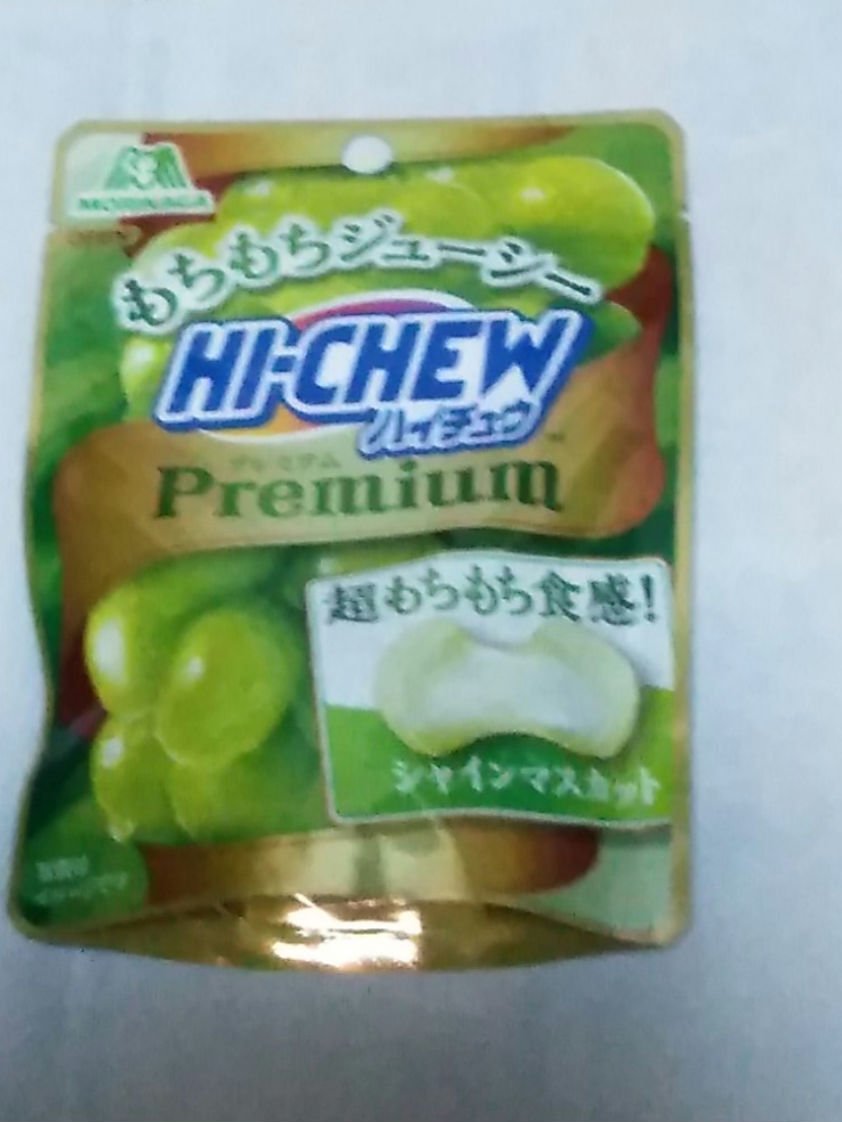 MORINAGA
もちもちジューシー
HI-CHEW
ハイチュウ
プレミアム
Premium
超もちもち食感!
シャインマスカット